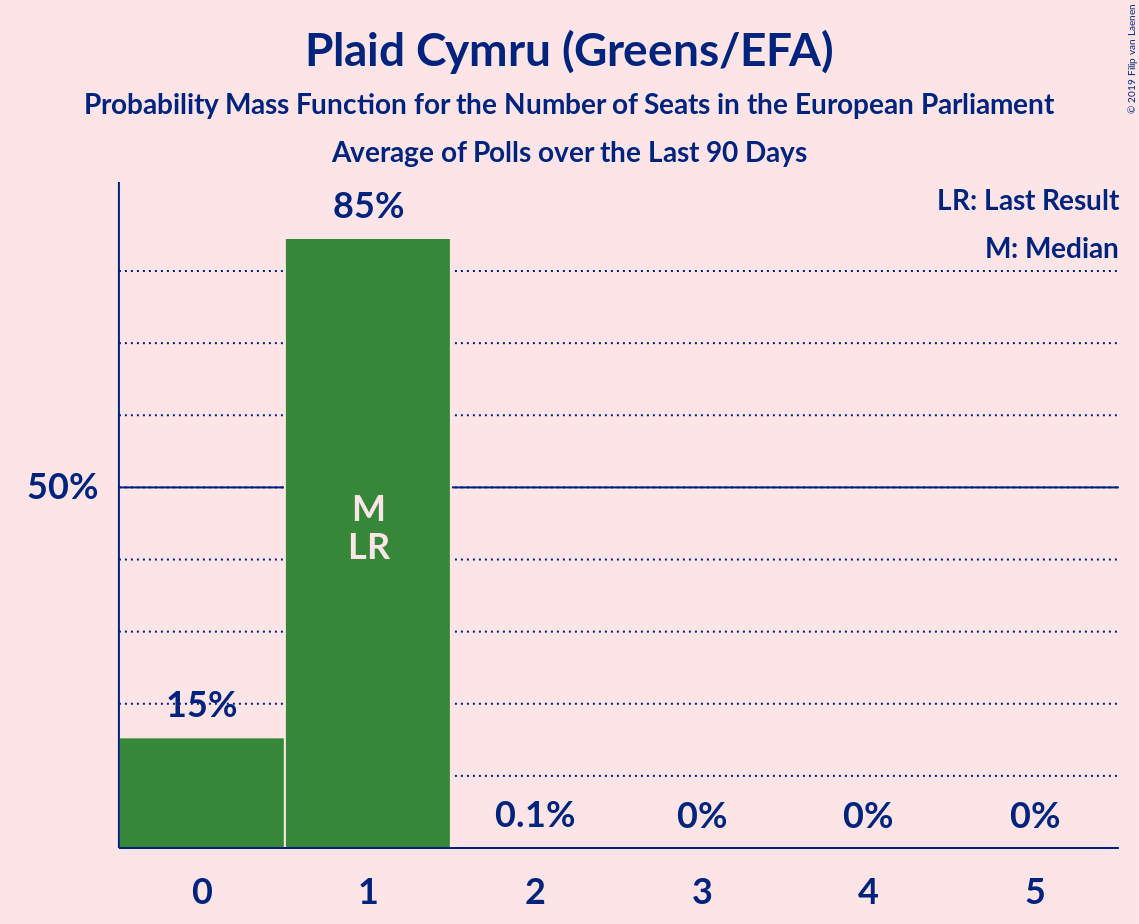 Plaid Cymru (Greens/EFA)
Probability Mass Function for the Number of Seats in the European Parliament
Average of Polls over the Last 90 Days
© 2019 Filip van Laenen
LR: Last Result
M: Median
85%
50%
M
LR
15%
0.1%
0%
0%
0%
0
1
2
3
4
5